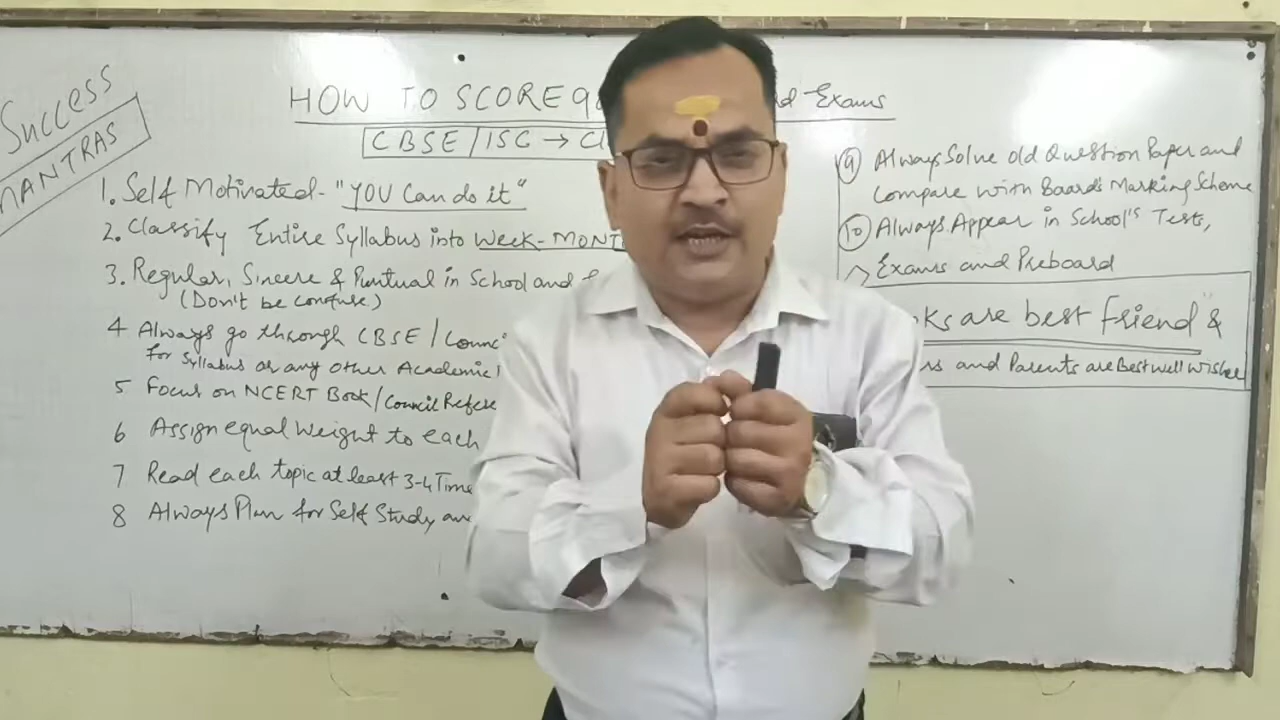 Success
MANTRAS
HOW TO SCORE Exams
CBSE/ISC →
1. Self Motivated - "YOU Can do it"
2. Classify Entire Syllabus into Week-MONT
3. Regular, Sincere & Puntual in School and
(Don't be confuse)
4 Always go through CBSE/Counc
For Syllabus or any other Academic
5 Focus on NCERT Book/Council Refere
6 Assign equal weight to each
7 Read each topic at least 3-4 Time
8 Always Plan for Self Study an
9 Always Solve old Question Paper and
Compare with Board's Marking Scheme
10 Always Appear in School's Tests,
Exams and Preboard
ks are best friend" &
rs and Parents are Best well wisher